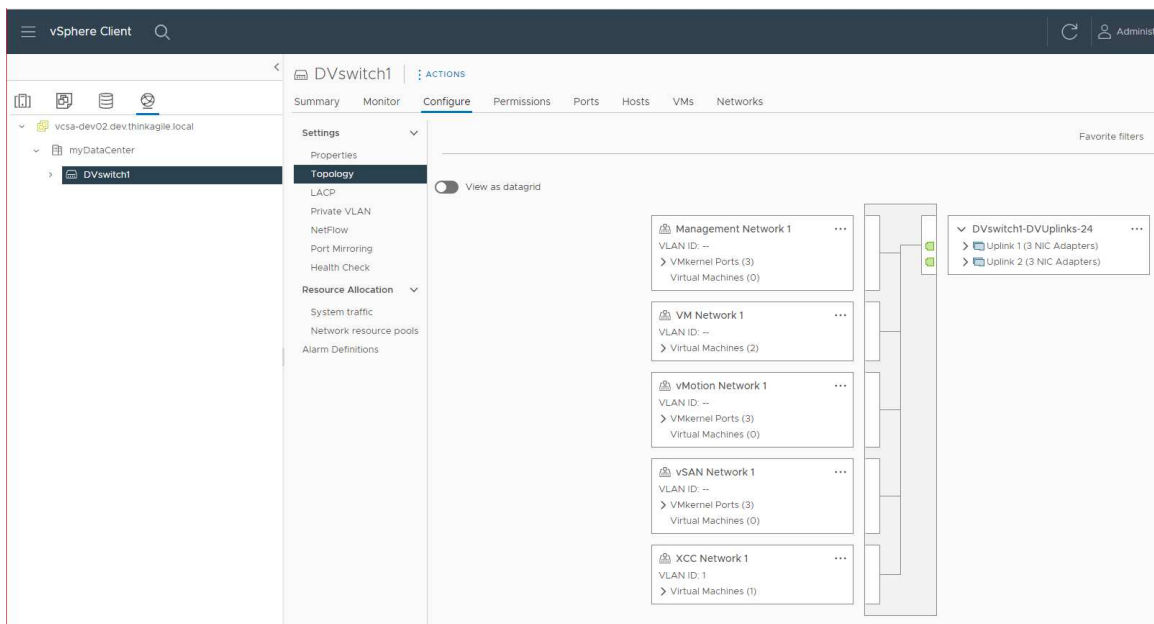 vSphere Client
Adminis
vcsa-dev02.dev.thinkagile.local
myDataCenter
DVswitch1
DVswitch1
ACTIONS
Summary Monitor Configure Permissions Ports Hosts VMs Networks
Settings
Properties
Topology
LACP
Private VLAN
NetFlow
Port Mirroring
Health Check
Resource Allocation
System traffic
Network resource pools
Alarm Definitions
Favorite filters
View as datagrid
Management Network 1 ...
VLAN ID: --
VMkernel Ports (3)
Virtual Machines (0)
VM Network 1 ...
VLAN ID: --
Virtual Machines (2)
vMotion Network 1 ...
VLAN ID: --
VMkernel Ports (3)
Virtual Machines (0)
vSAN Network 1 ...
VLAN ID: --
VMkernel Ports (3)
Virtual Machines (0)
XCC Network 1 ...
VLAN ID: 1
Virtual Machines (1)
DVswitch1-DVUplinks-24 ...
Uplink 1 (3 NIC Adapters)
Uplink 2 (3 NIC Adapters)